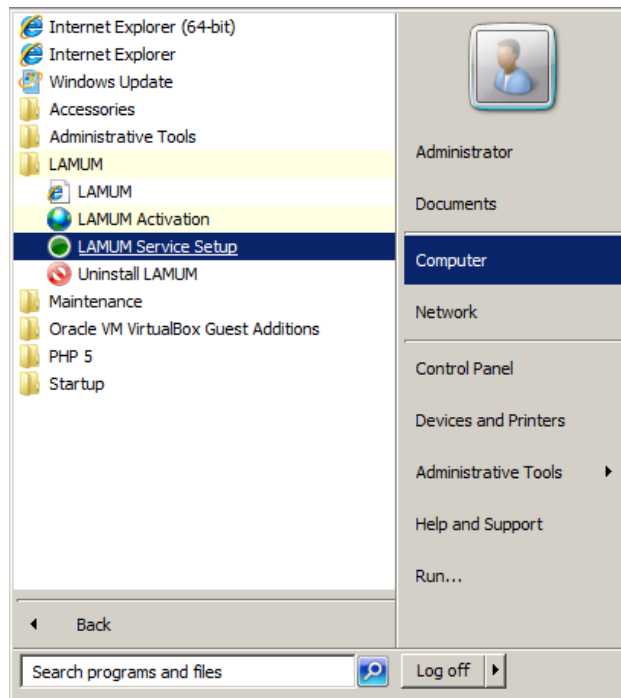 Internet Explorer (64-bit)
Internet Explorer
Windows Update
Accessories
Administrative Tools
LAMUM
LAMUM
LAMUM Activation
LAMUM Service Setup
Uninstall LAMUM
Maintenance
Oracle VM VirtualBox Guest Additions
PHP 5
Startup
Back
Search programs and files
Administrator
Documents
Computer
Network
Control Panel
Devices and Printers
Administrative Tools
Help and Support
Run...
Log off